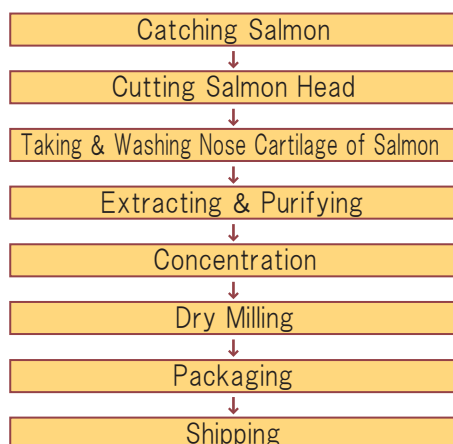 Catching Salmon
Cutting Salmon Head
Taking & Washing Nose Cartilage of Salmon
Extracting & Purifying
Concentration
Dry Milling
Packaging
Shipping